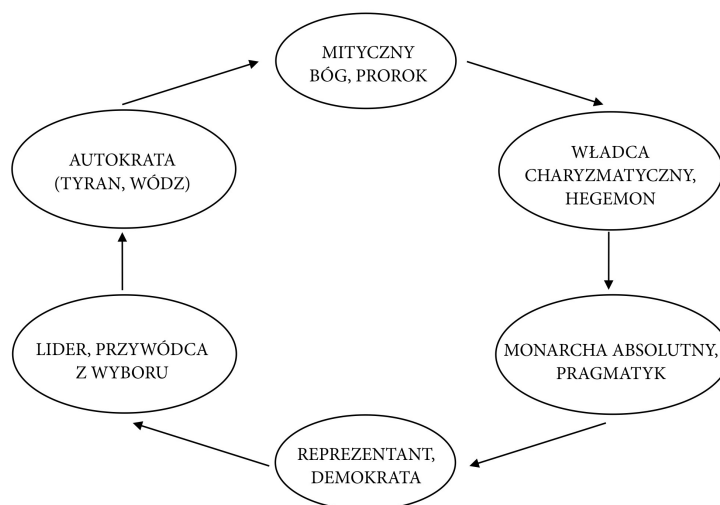 MITYCZNY
BÓG, PROROK
WŁADCA
CHARYZMATYCZNY,
HEGEMON
MONARCHA ABSOLUTNY,
PRAGMATYK
REPREZENTANT,
DEMOKRATA
LIDER, PRZYWÓDCA
Z WYBORU
AUTOKRATA
(TYRAN, WÓDZ)